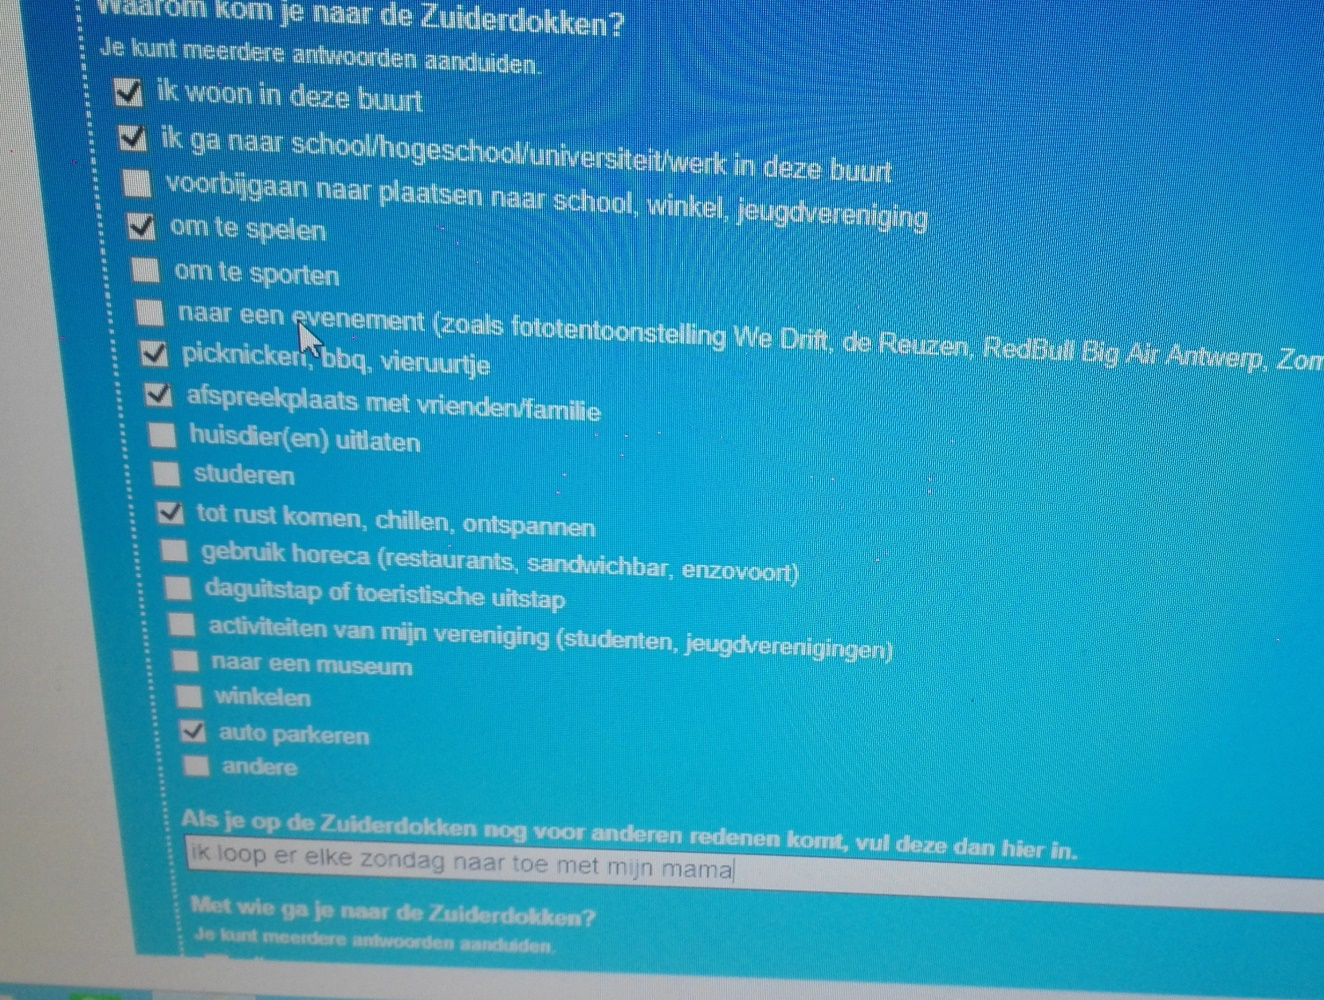 Waarom kom je naar de Zuiderdokken?
Je kunt meerdere antwoorden aanduiden.
ik woon in deze buurt
ik ga naar school/hogeschool/universiteit/werk in deze buurt
voorbijgaan naar plaatsen naar school, winkel, jeugdvereniging
om te spelen
om te sporten
naar een evenement (zoals fototentoonstelling We Drift, de Reuzen, RedBull Big Air Antwerp, Zom
picknicken, bbq, vieruurtje
afspreekplaats met vrienden/familie
huisdier(en) uitlaten
studeren
tot rust komen, chillen, ontspannen
gebruik horeca (restaurants, sandwichbar, enzovoort)
daguitstap of toeristische uitstap
activiteiten van mijn vereniging (studenten, jeugdverenigingen)
naar een museum
winkelen
auto parkeren
andere
Als je op de Zuiderdokken nog voor anderen redenen komt, vul deze dan hier in.
ik loop er elke zondag naar toe met mijn mama
Met wie ga je naar de Zuiderdokken?
Je kunt meerdere antwoorden aanduiden.